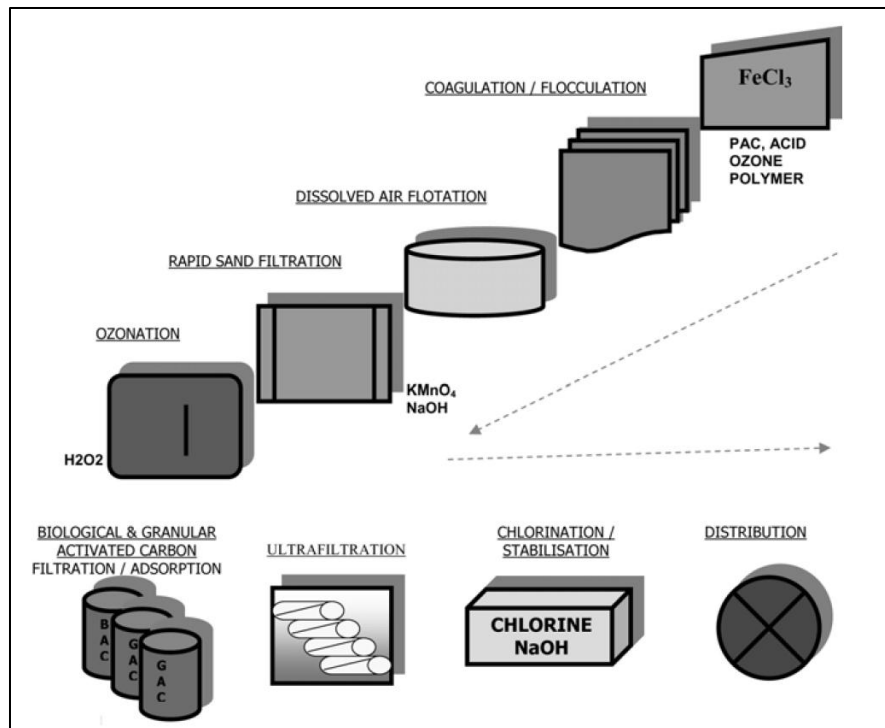 FeCl₃
COAGULATION / FLOCCULATION
PAC, ACID
OZONE
POLYMER
DISSOLVED AIR FLOTATION
RAPID SAND FILTRATION
KMnO₄
NaOH
OZONATION
H2O2
BIOLOGICAL & GRANULAR
ACTIVATED CARBON
FILTRATION / ADSORPTION
BAC
GAC
GAC
ULTRAFILTRATION
CHLORINATION /
STABILISATION
CHLORINE
NaOH
DISTRIBUTION